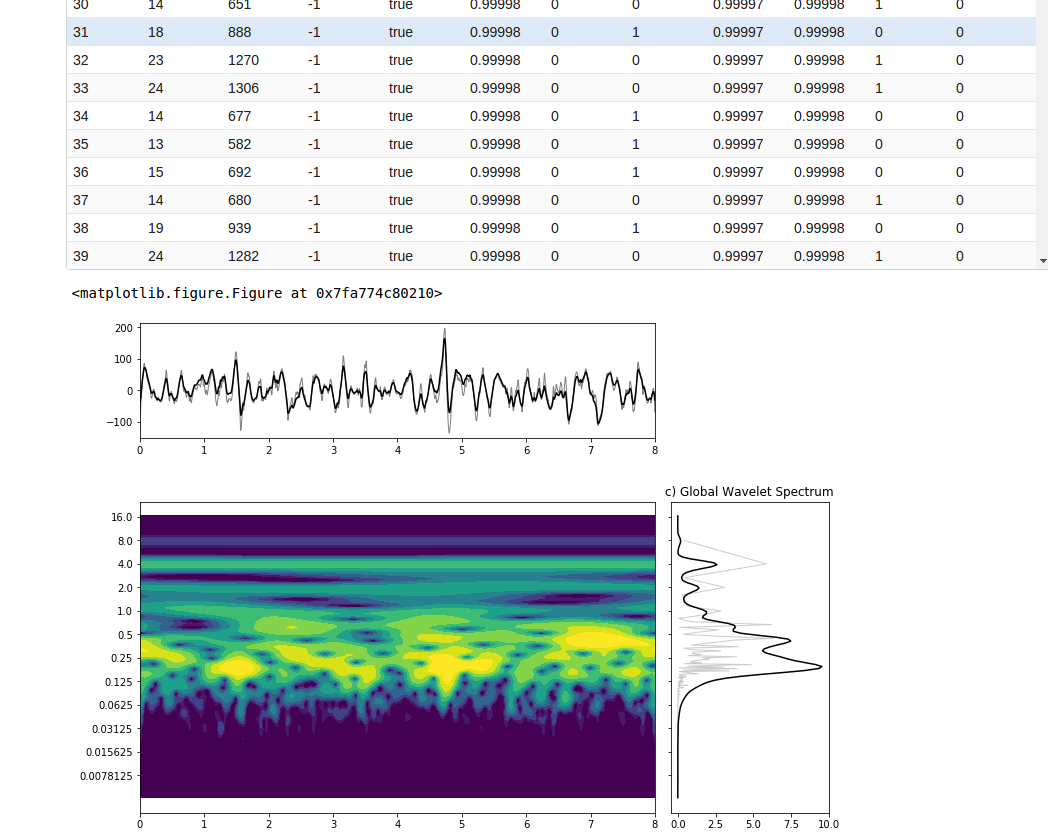 30 14 651 -1 true 0.99998 0 0 0.99997 0.99998 1 0
31 18 888 -1 true 0.99998 0 1 0.99997 0.99998 0 0
32 23 1270 -1 true 0.99998 0 0 0.99997 0.99998 1 0
33 24 1306 -1 true 0.99998 0 0 0.99997 0.99998 1 0
34 14 677 -1 true 0.99998 0 1 0.99997 0.99998 0 0
35 13 582 -1 true 0.99998 0 1 0.99997 0.99998 0 0
36 15 692 -1 true 0.99998 0 1 0.99997 0.99998 0 0
37 14 680 -1 true 0.99998 0 0 0.99997 0.99998 1 0
38 19 939 -1 true 0.99998 0 1 0.99997 0.99998 0 0
39 24 1282 -1 true 0.99998 0 0 0.99997 0.99998 1 0
<matplotlib.figure.Figure at 0x7fa774c80210>
200
100
0
−100
0 1 2 3 4 5 6 7 8
c) Global Wavelet Spectrum
16.0
8.0
4.0
2.0
1.0
0.5
0.25
0.125
0.0625
0.03125
0.015625
0.0078125
0 1 2 3 4 5 6 7 8
0.0 2.5 5.0 7.5 10.0